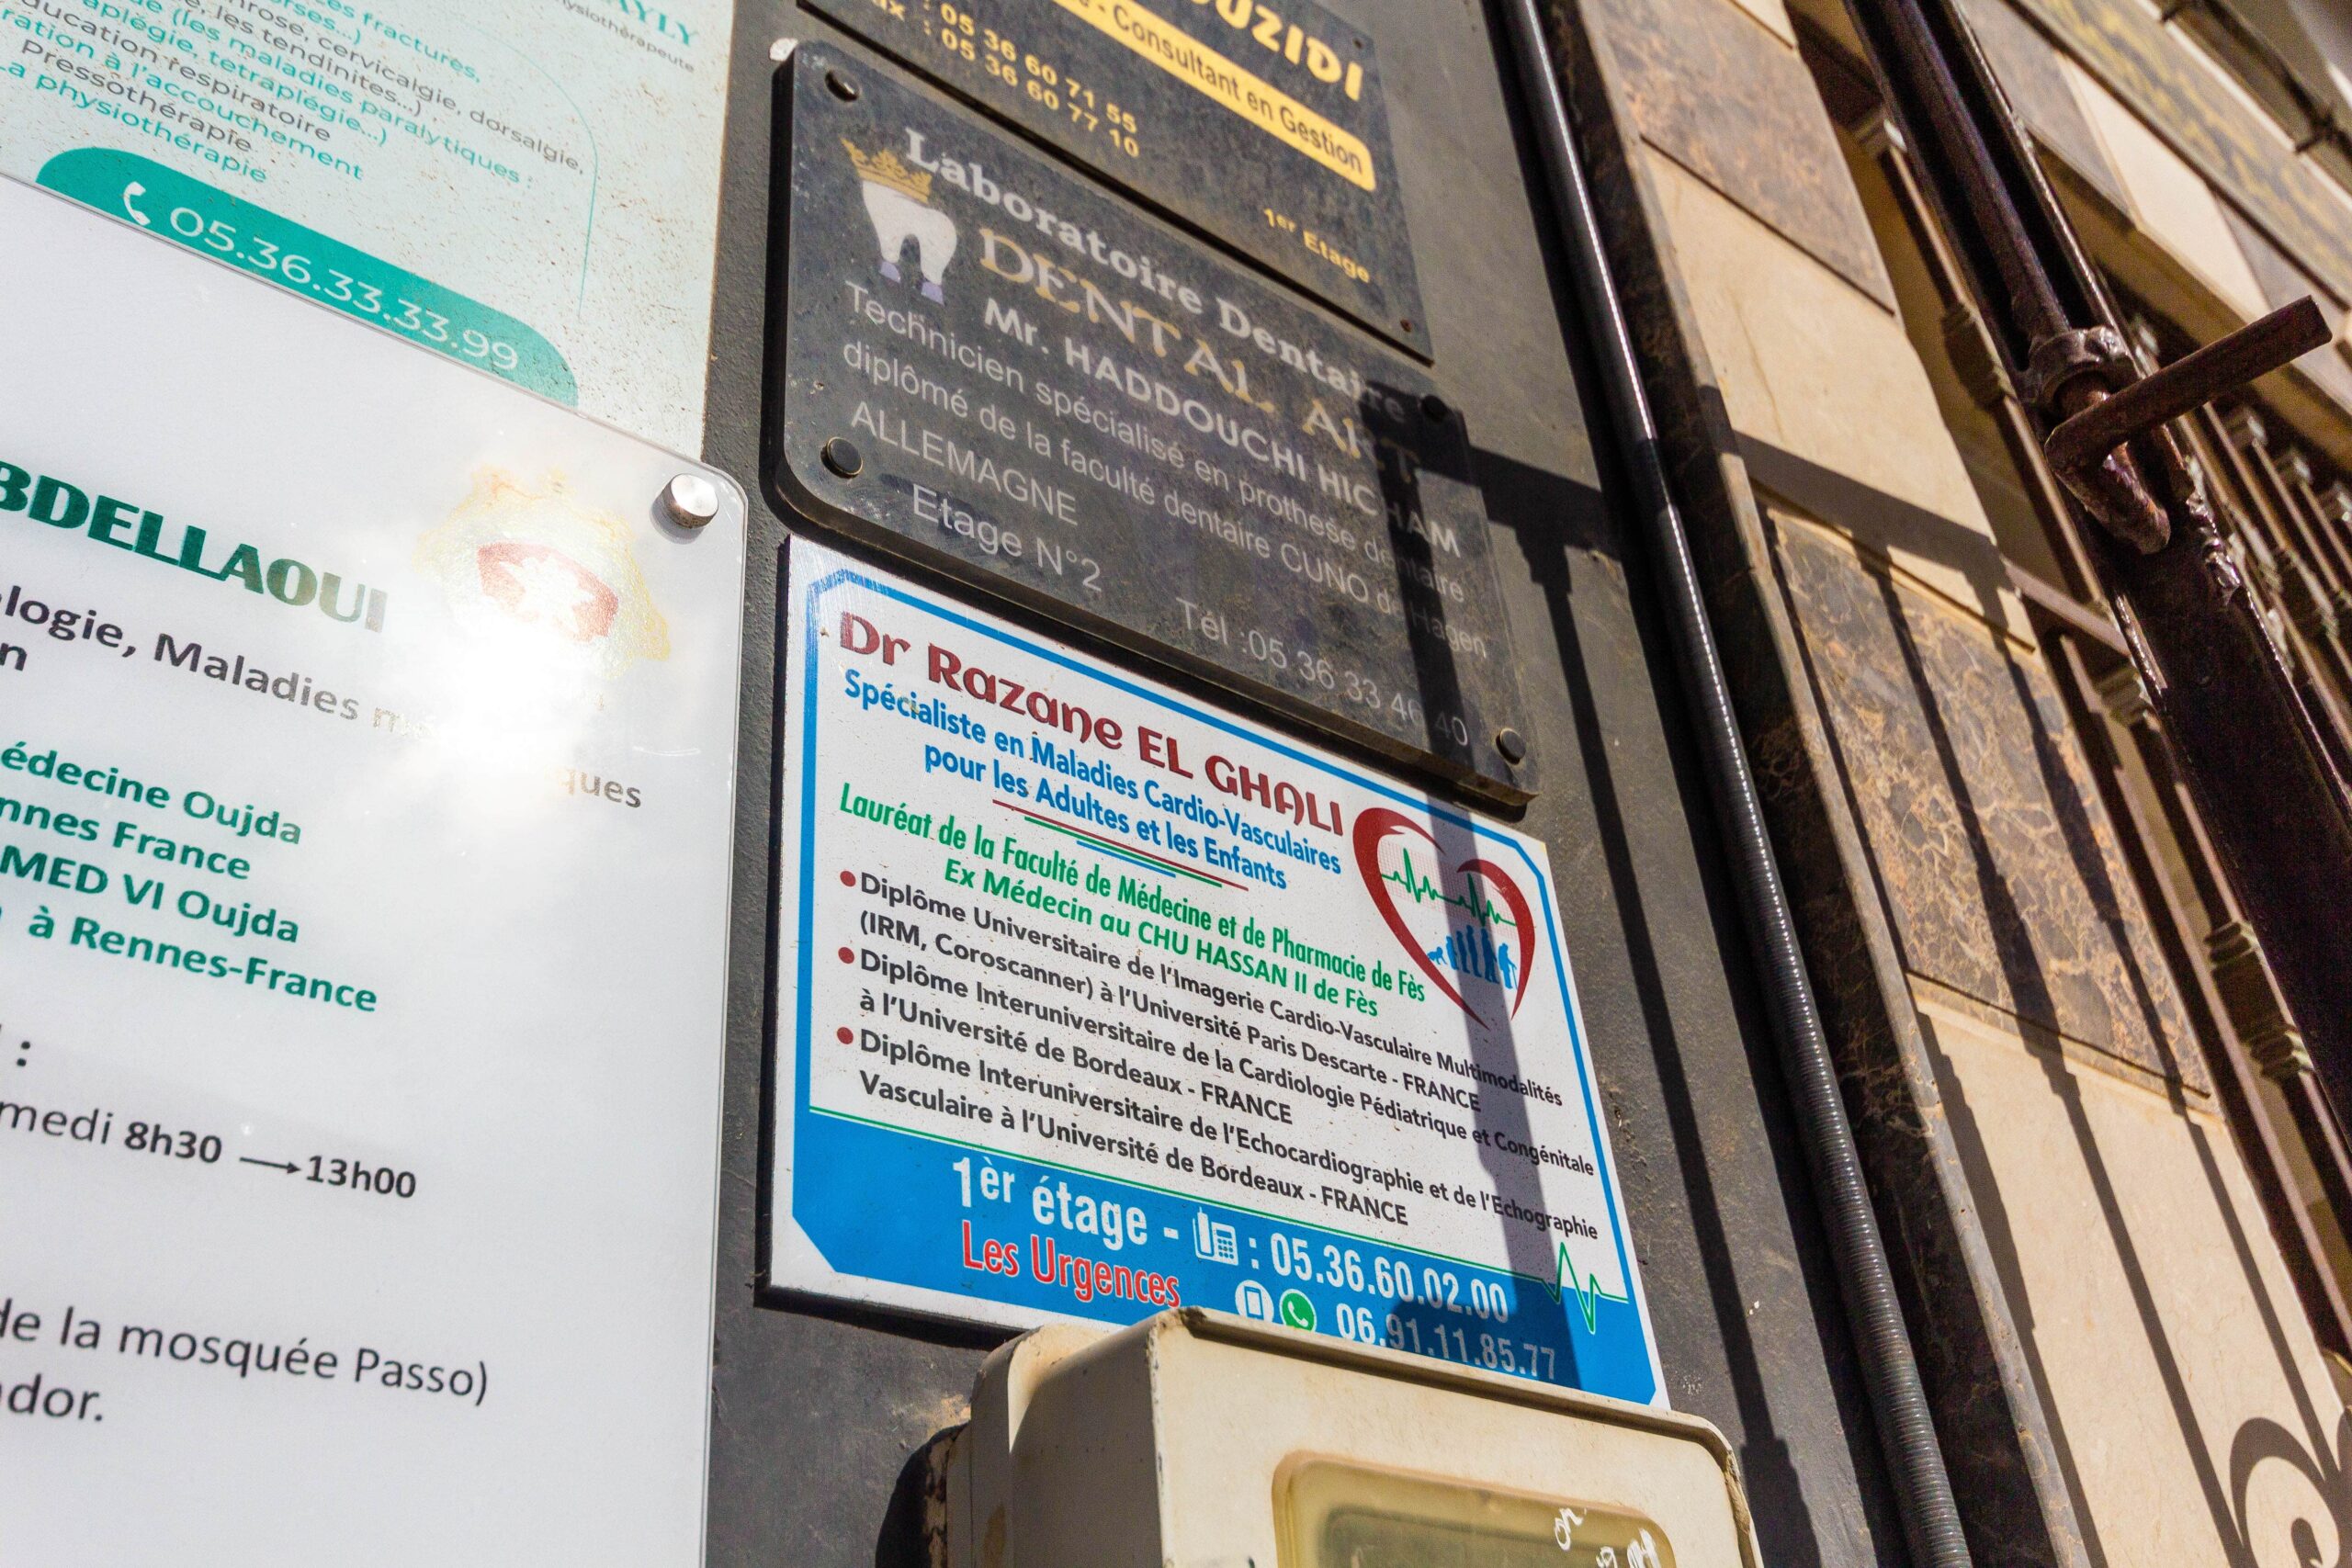 fractures,
cervicalgie, dorsalgie,
les tendinites...)
(les maladies paralytiques :
tetraplégie...)
respiratoire
à l'accouchement
Pressothérapie
La physiothérapie
05.36.33.33.99
BDELLAOUI
Maladies
ques
édecine Oujda
nnes France
MED VI Oujda
à Rennes-France
:
medi 8h30 → 13h00
de la mosquée Passo)
ador.
OUZIDI
- Consultant en Gestion
: 05 36 60 71 55
: 05 36 60 77 10
1er Etage
Laboratoire Dentaire
DENTAL ART
Mr. HADDOUCHI HICHAM
Technicien spécialisé en prothese dentaire
diplômé de la faculté dentaire CUNO de Hagen
ALLEMAGNE
Etage N°2
Tél :05 36 33 46 40
Dr Razane EL GHALI
Spécialiste en Maladies Cardio-Vasculaires
pour les Adultes et les Enfants
Lauréat de la Faculté de Médecine et de Pharmacie de Fès
Ex Médecin au CHU HASSAN II de Fès
•Diplôme Universitaire de l'Imagerie Cardio-Vasculaire Multimodalités
(IRM, Coroscanner) à l'Université Paris Descarte - FRANCE
•Diplôme Interuniversitaire de la Cardiologie Pédiatrique et Congénitale
à l'Université de Bordeaux - FRANCE
•Diplôme Interuniversitaire de l'Echocardiographie et de l'Echographie
Vasculaire à l'Université de Bordeaux - FRANCE
1èr étage - : 05.36.60.02.00
Les Urgences 06.91.11.85.77